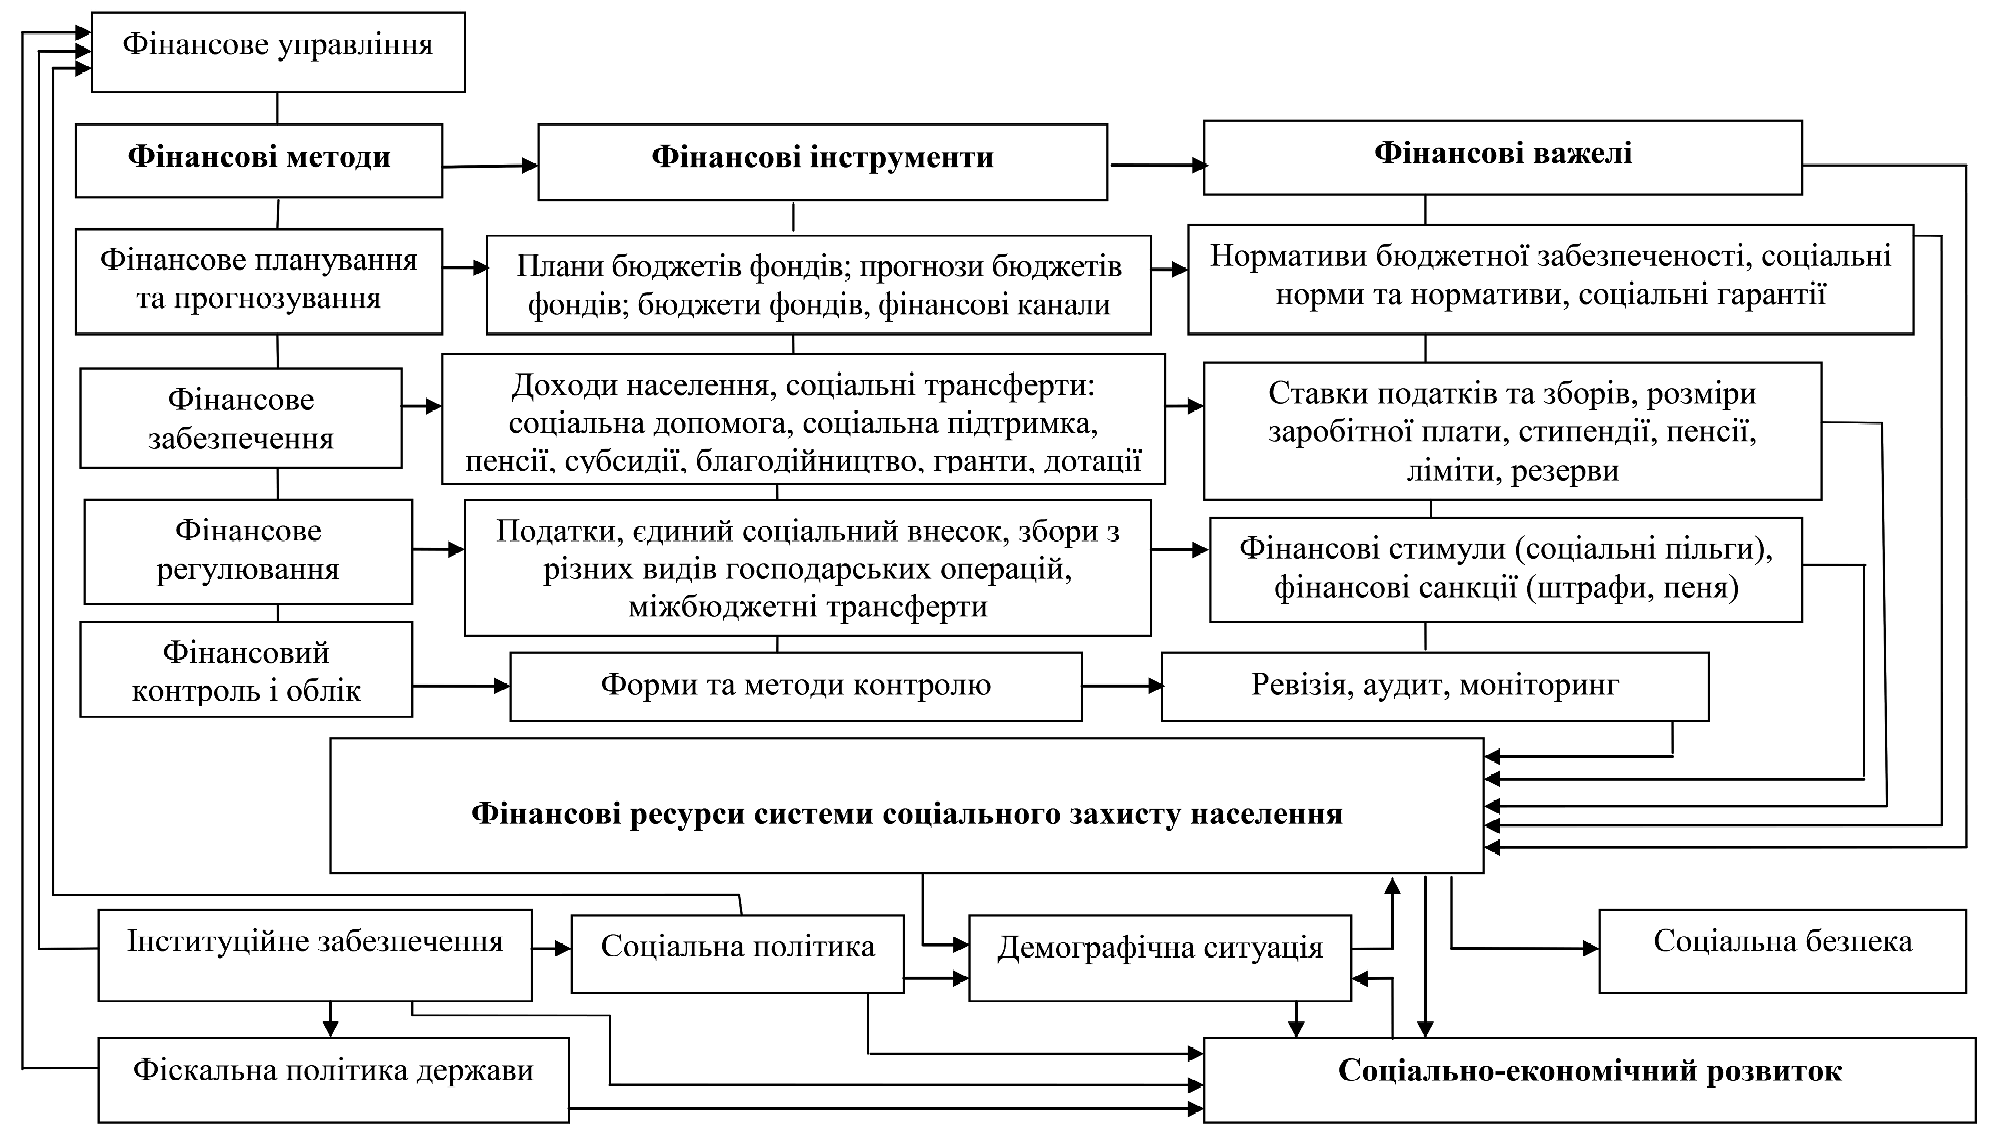 Фінансове управління
Фінансові методи
Фінансові інструменти
Фінансові важелі
Фінансове планування
та прогнозування
Плани бюджетів фондів; прогнози бюджетів
фондів; бюджети фондів, фінансові канали
Нормативи бюджетної забезпеченості, соціальні
норми та нормативи, соціальні гарантії
Фінансове
забезпечення
Доходи населення, соціальні трансферти:
соціальна допомога, соціальна підтримка,
пенсії, субсидії, благодійництво, гранти, дотації
Ставки податків та зборів, розміри
заробітної плати, стипендії, пенсії,
ліміти, резерви
Фінансове
регулювання
Податки, єдиний соціальний внесок, збори з
різних видів господарських операцій,
міжбюджетні трансферти
Фінансові стимули (соціальні пільги),
фінансові санкції (штрафи, пеня)
Фінансовий
контроль і облік
Форми та методи контролю
Ревізія, аудит, моніторинг
Фінансові ресурси системи соціального захисту населення
Інституційне забезпечення
Соціальна політика
Демографічна ситуація
Соціальна безпека
Фіскальна політика держави
Соціально-економічний розвиток